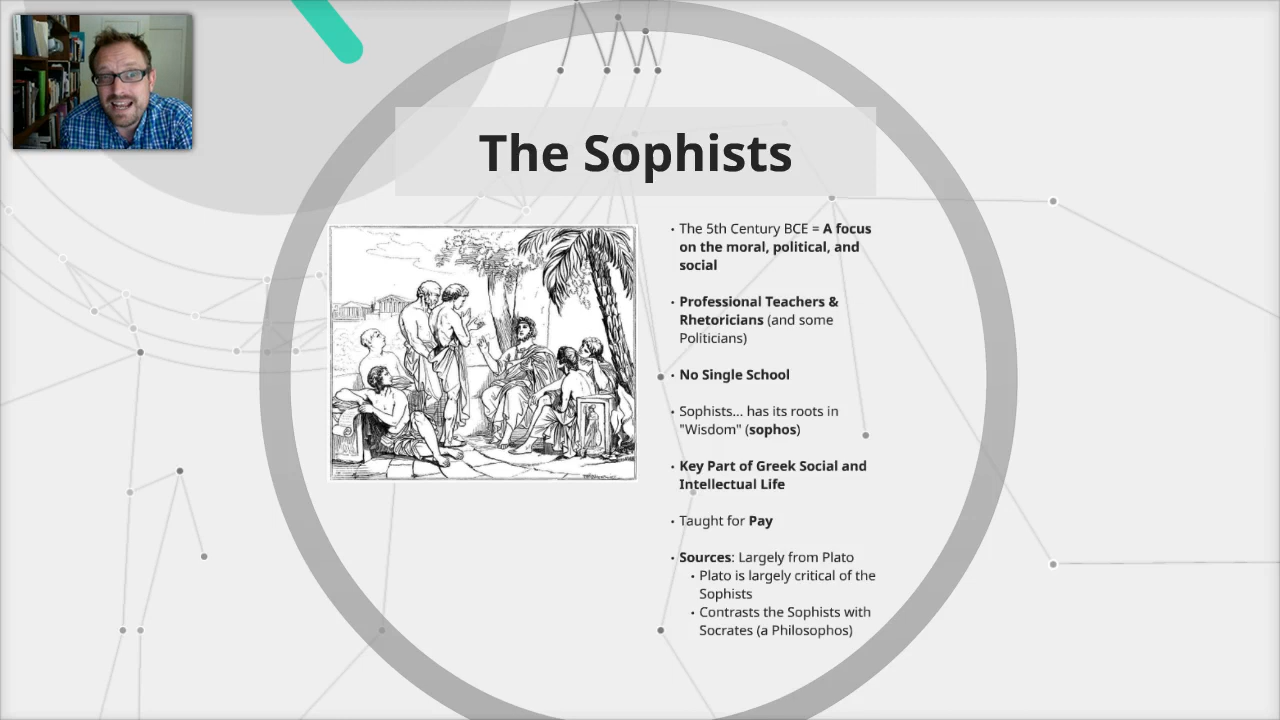 The Sophists
• The 5th Century BCE = A focus
on the moral, political, and
social
• Professional Teachers &
Rhetoricians (and some
Politicians)
• No Single School
• Sophists... has its roots in
"Wisdom" (sophos)
• Key Part of Greek Social and
Intellectual Life
• Taught for Pay
• Sources: Largely from Plato
• Plato is largely critical of the
Sophists
• Contrasts the Sophists with
Socrates (a Philosophos)